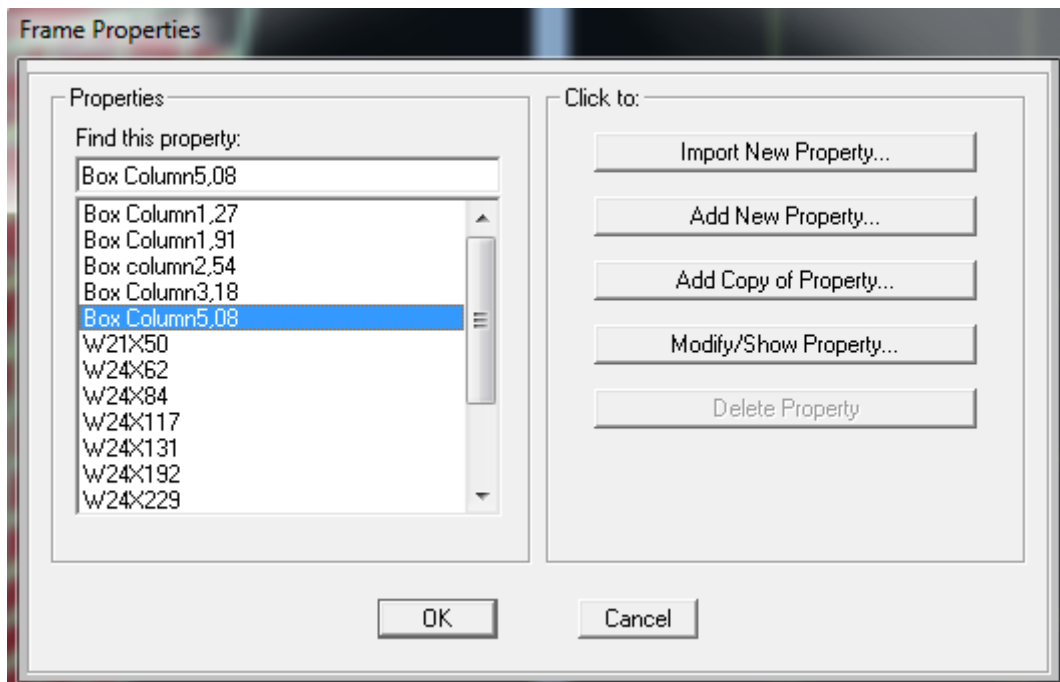 Frame Properties
Properties
Find this property:
Box Column5,08
Box Column1,27
Box Column1,91
Box column2,54
Box Column3,18
Box Column5,08
W21X50
W24X62
W24X84
W24X117
W24X131
W24X192
W24X229
Click to:
Import New Property...
Add New Property...
Add Copy of Property...
Modify/Show Property...
Delete Property
OK
Cancel